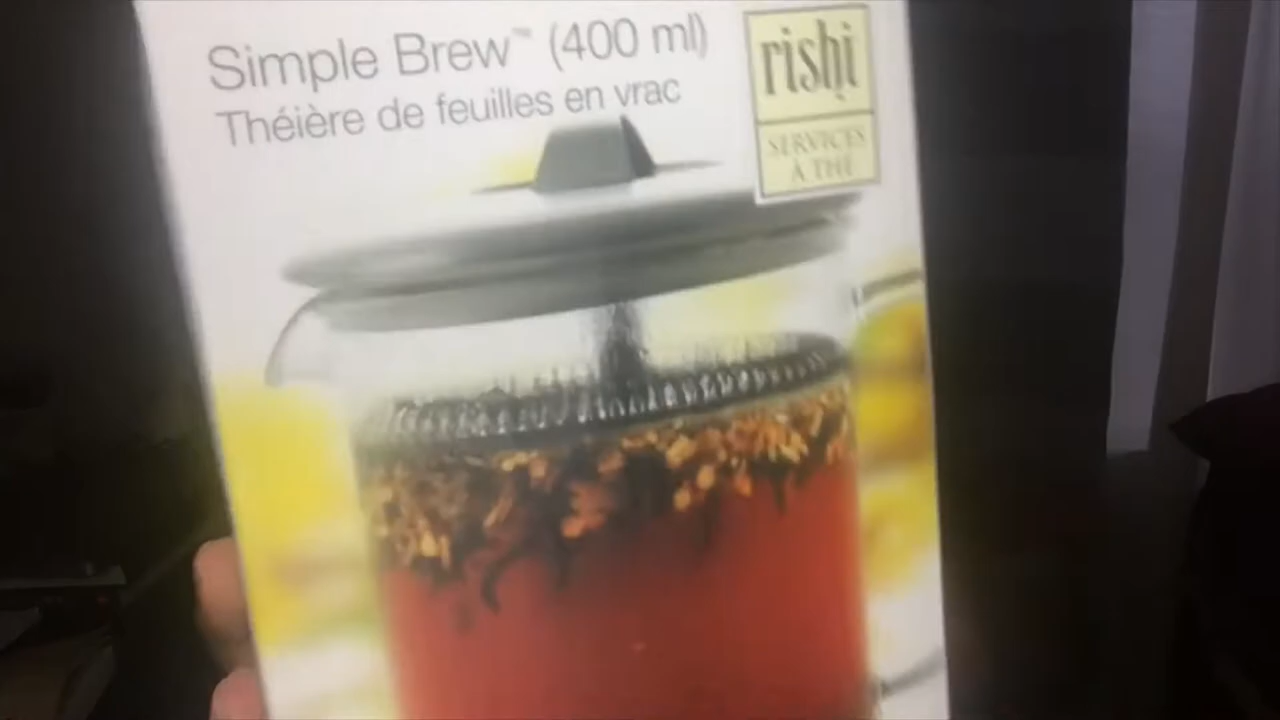 Simple Brew™ (400 ml)
Théière de feuilles en vrac
rishi
SERVICES
À THÉ